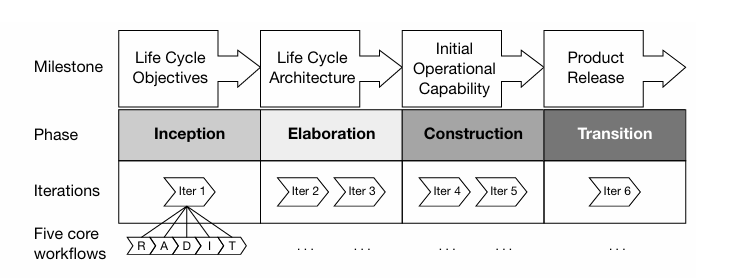 Milestone
Life Cycle
Objectives
Life Cycle
Architecture
Initial
Operational
Capability
Product
Release
Phase
Inception
Elaboration
Construction
Transition
Iterations
Iter 1
Iter 2
Iter 3
Iter 4
Iter 5
Iter 6
Five core
workflows
R A D I T
...
...
...
...
...